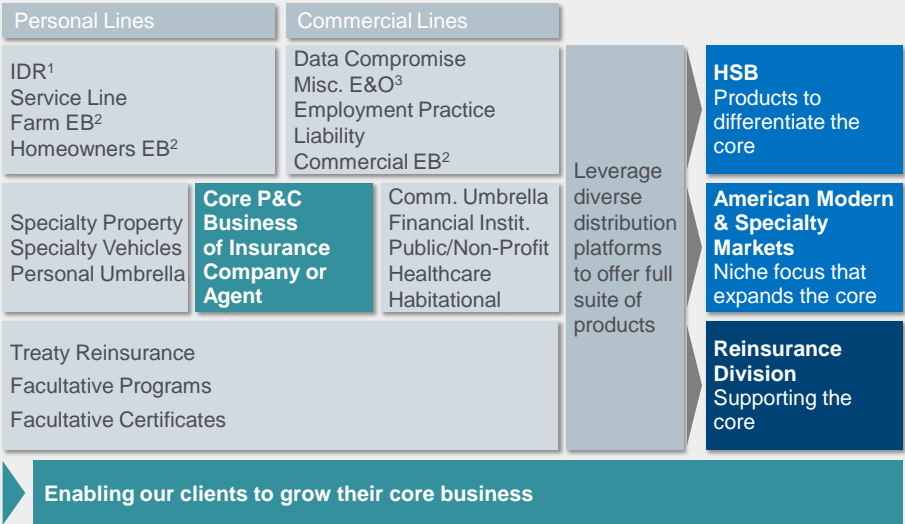 Personal Lines
Commercial Lines
IDR¹
Service Line
Farm EB²
Homeowners EB²
Data Compromise
Misc. E&O³
Employment Practice
Liability
Commercial EB²
Specialty Property
Specialty Vehicles
Personal Umbrella
Core P&C
Business
of Insurance
Company or
Agent
Comm. Umbrella
Financial Instit.
Public/Non-Profit
Healthcare
Habitational
Treaty Reinsurance
Facultative Programs
Facultative Certificates
Leverage
diverse
distribution
platforms
to offer full
suite of
products
HSB
Products to
differentiate the
core
American Modern
& Specialty
Markets
Niche focus that
expands the core
Reinsurance
Division
Supporting the
core
Enabling our clients to grow their core business